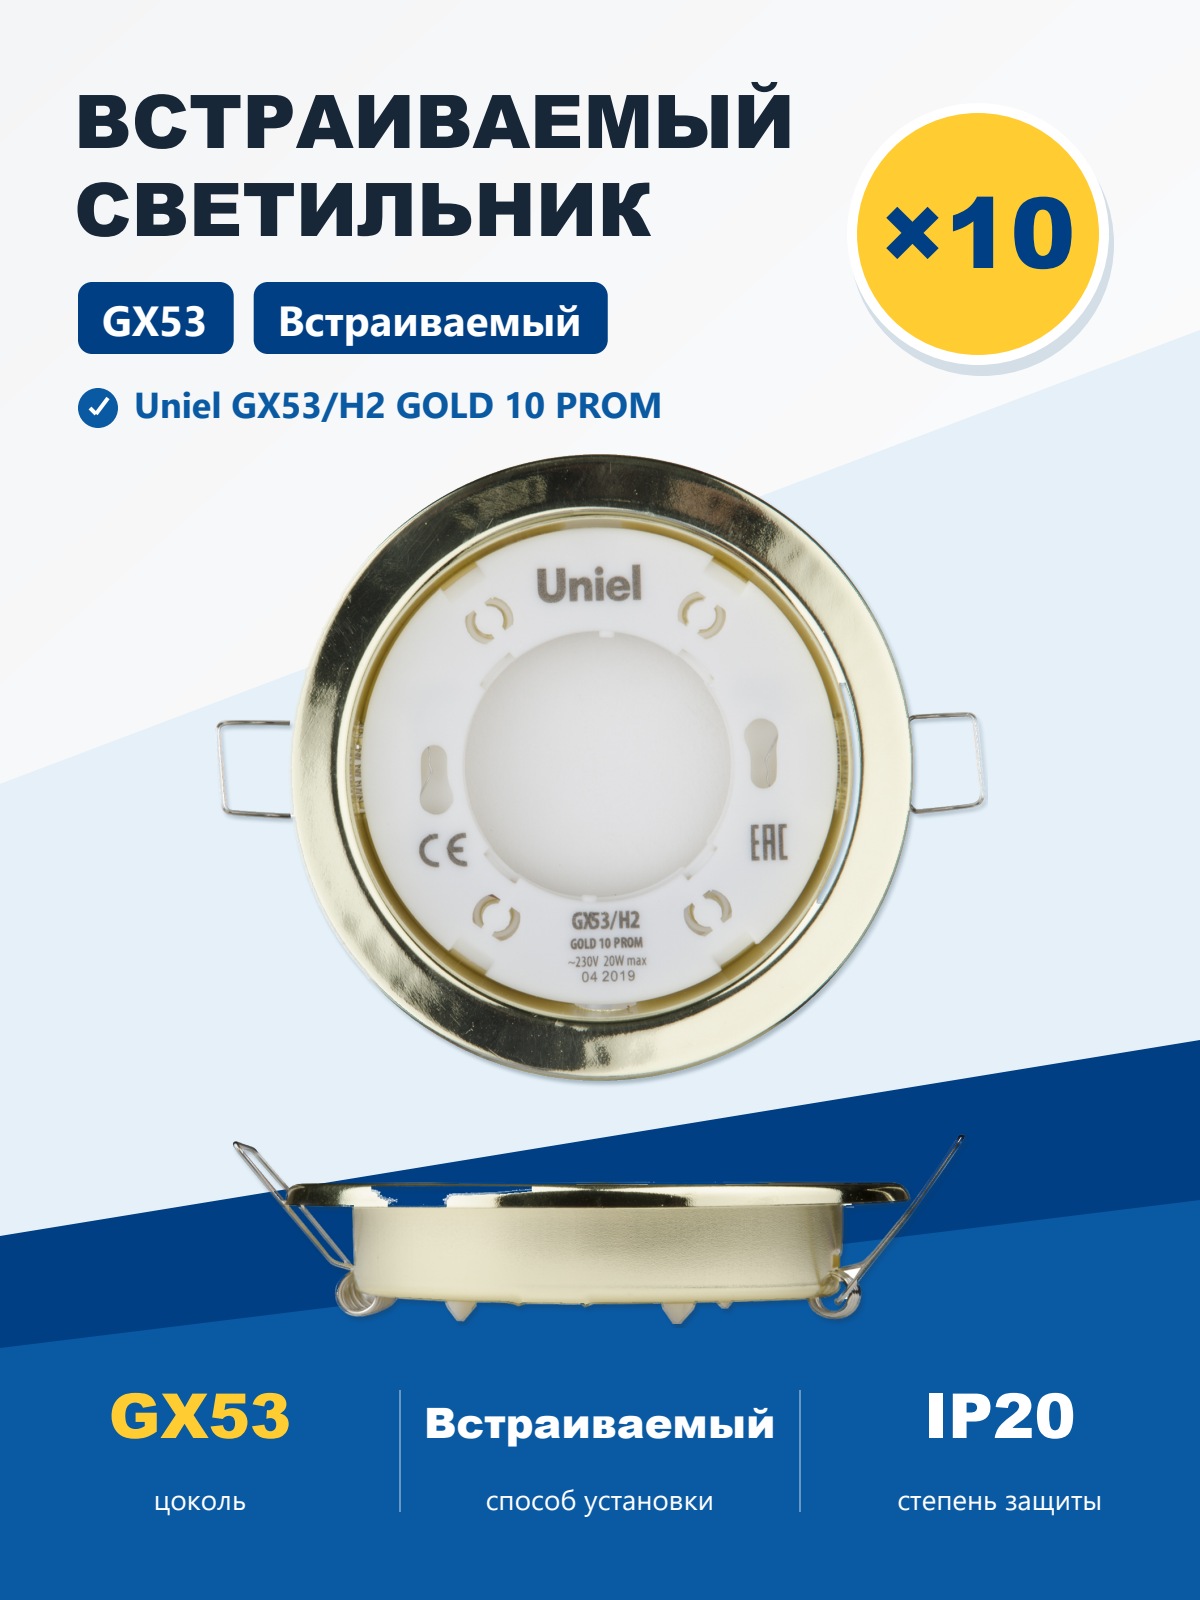 ВСТРАИВАЕМЫЙ
СВЕТИЛЬНИК
×10
GX53
Встраиваемый
Uniel GX53/H2 GOLD 10 PROM
Uniel
CE
EAC
GX53/H2
GOLD 10 PROM
~230V 20W max
04 2019
GX53
цоколь
Встраиваемый
способ установки
IP20
степень защиты